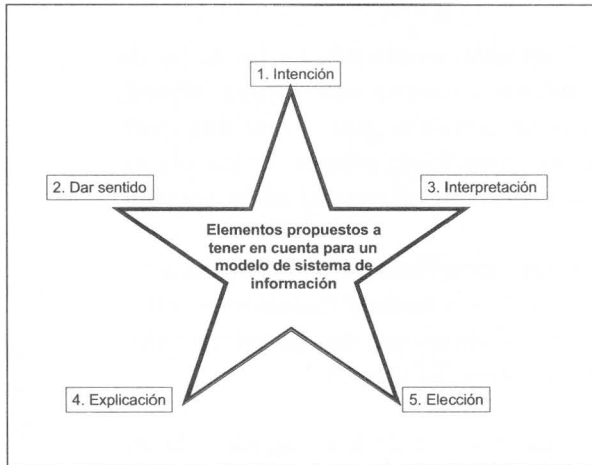 1. Intención
2. Dar sentido
3. Interpretación
Elementos propuestos a
tener en cuenta para un
modelo de sistema de
información
4. Explicación
5. Elección